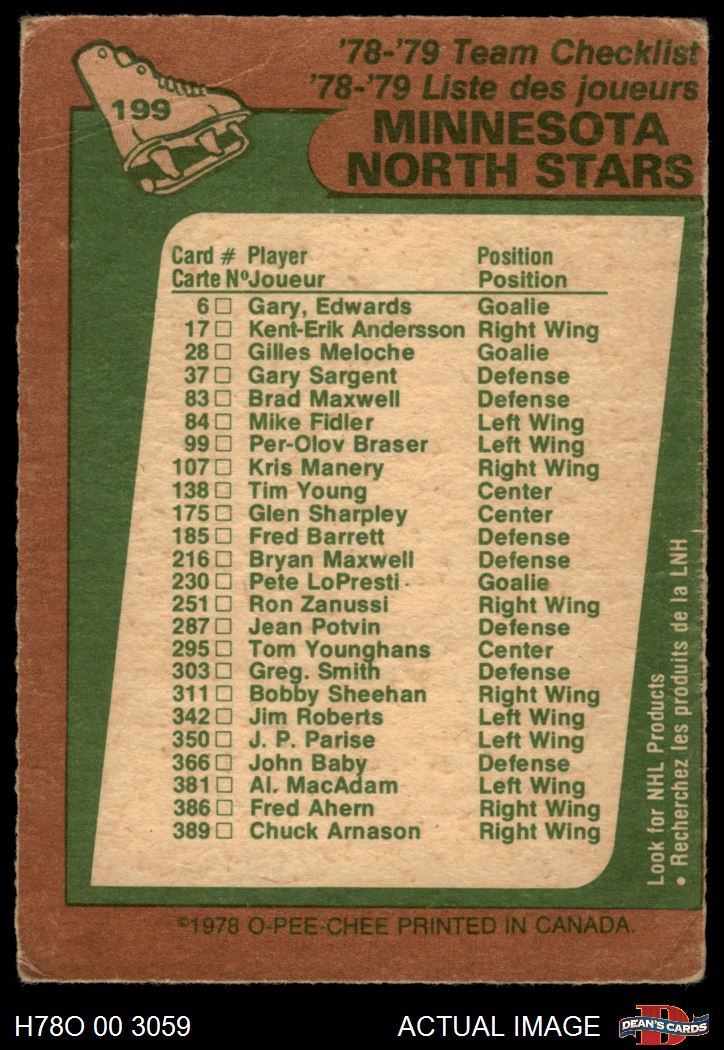 199
'78-'79 Team Checklist
'78-'79 Liste des joueurs
MINNESOTA
NORTH STARS
Card # Player Position
Carte Nº Joueur Position
6 □ Gary, Edwards Goalie
17 □ Kent-Erik Andersson Right Wing
28 □ Gilles Meloche Goalie
37 □ Gary Sargent Defense
83 □ Brad Maxwell Defense
84 □ Mike Fidler Left Wing
99 □ Per-Olov Braser Left Wing
107 □ Kris Manery Right Wing
138 □ Tim Young Center
175 □ Glen Sharpley Center
185 □ Fred Barrett Defense
216 □ Bryan Maxwell Defense
230 □ Pete LoPresti Goalie
251 □ Ron Zanussi Right Wing
287 □ Jean Potvin Defense
295 □ Tom Younghans Center
303 □ Greg. Smith Defense
311 □ Bobby Sheehan Right Wing
342 □ Jim Roberts Left Wing
350 □ J. P. Parise Left Wing
366 □ John Baby Defense
381 □ Al. MacAdam Left Wing
386 □ Fred Ahern Right Wing
389 □ Chuck Arnason Right Wing
Look for NHL Products
• Recherchez les produits de la LNH
©1978 O-PEE-CHEE PRINTED IN CANADA.
H78O 00 3059 ACTUAL IMAGE
D
DEAN'S CARDS